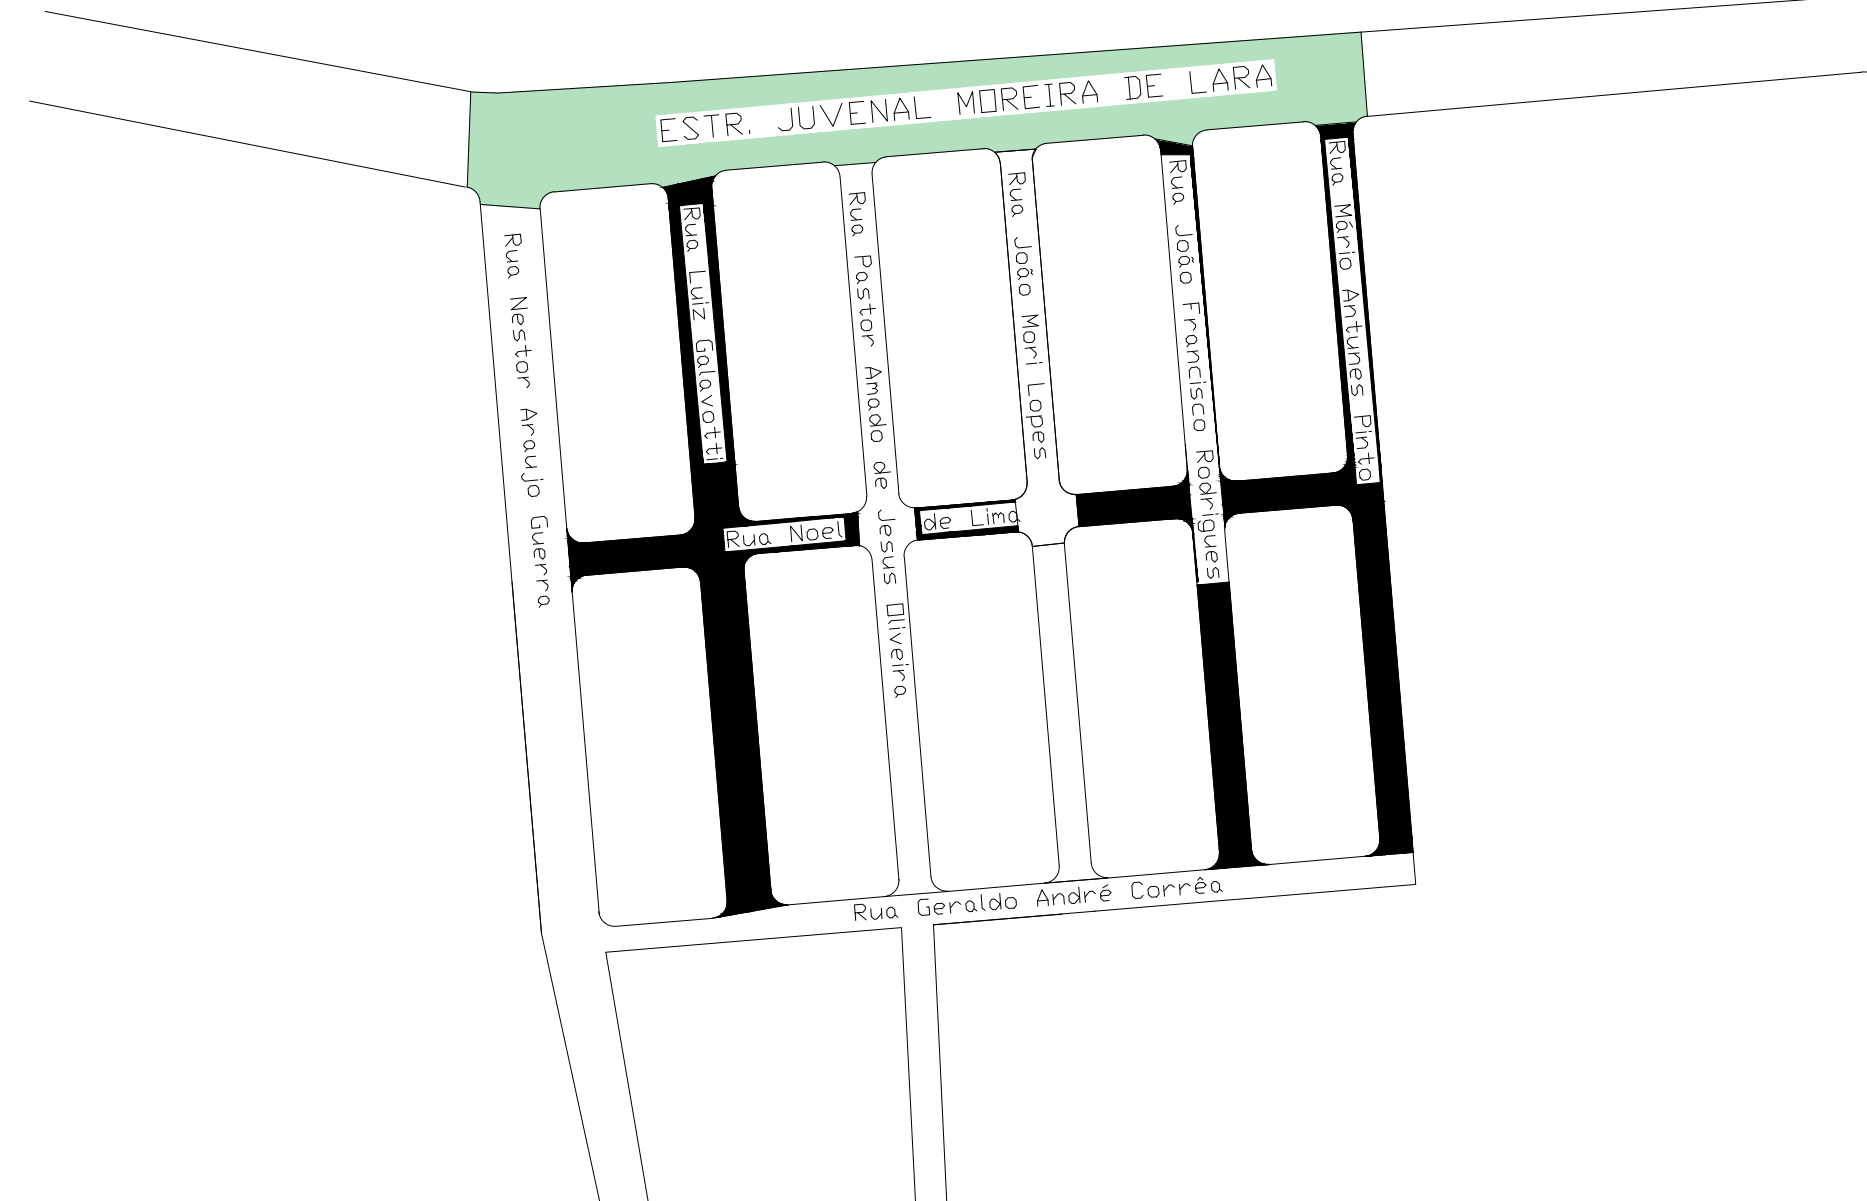 ESTR. JUVENAL MOREIRA DE LARA
Rua Nestor Araujo Guerra
Rua Luiz Galavotti
Rua Pastor Amado de Jesus Oliveira
Rua João Mori Lopes
Rua João Francisco Rodrigues
Rua Mário Antunes Pinto
Rua Noel de Lima
Rua Geraldo André Corrêa